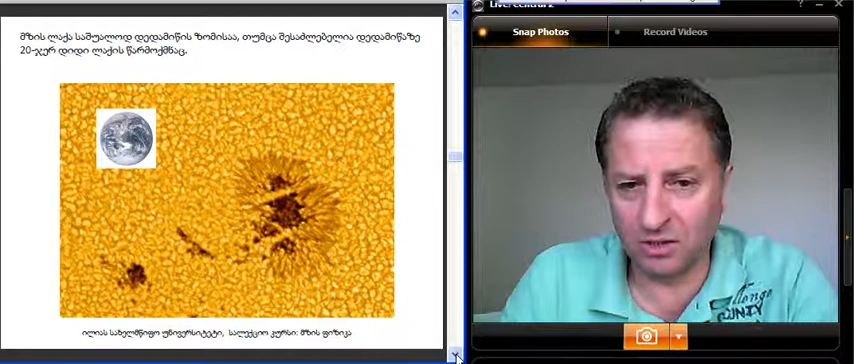 მზის ლაქა საშუალოდ დედამიწის ზომისაა, თუმცა შესაძლებელია დედამიწაზე
20-ჯერ დიდი ლაქის წარმოქმნაც.
ილიას სახელმწიფო უნივერსიტეტი, სალექციო კურსი: მზის ფიზიკა
Snap Photos
Record Videos